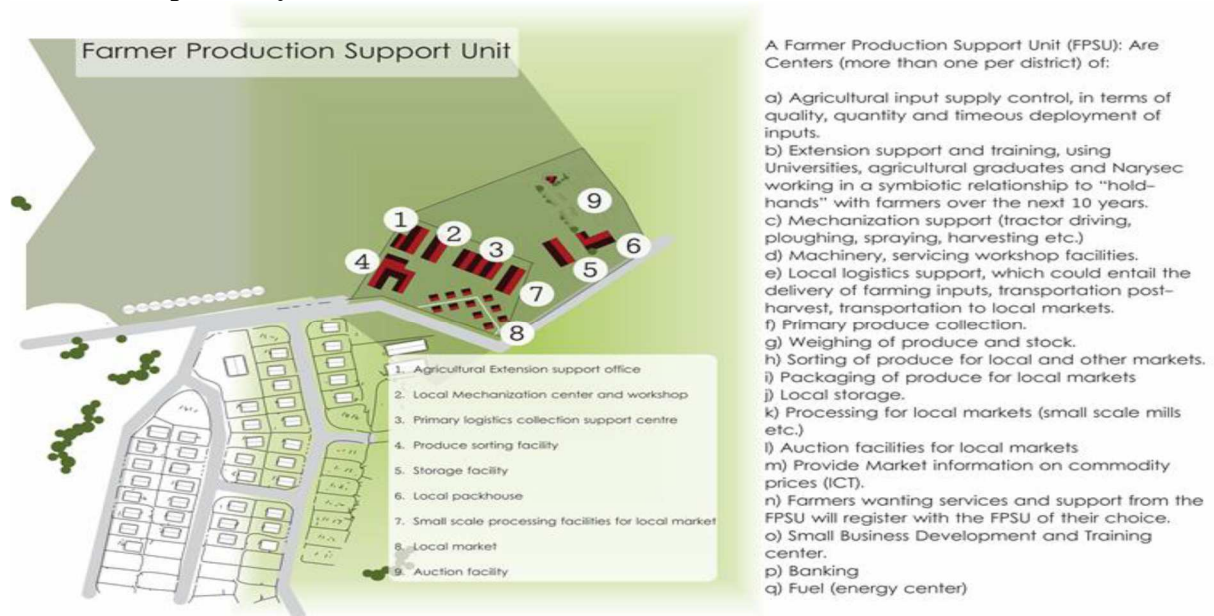 Farmer Production Support Unit
1
2
3
4
5
6
7
8
9
1. Agricultural Extension support office
2. Local Mechanization center and workshop
3. Primary logistics collection support centre
4. Produce sorting facility
5. Storage facility
6. Local packhouse
7. Small scale processing facilities for local market
8. Local market
9. Auction facility
A Farmer Production Support Unit (FPSU): Are
Centers (more than one per district) of:
a) Agricultural input supply control, in terms of
quality, quantity and timeous deployment of
inputs.
b) Extension support and training, using
Universities, agricultural graduates and Narysec
working in a symbiotic relationship to "hold-
hands" with farmers over the next 10 years.
c) Mechanization support (tractor driving,
ploughing, spraying, harvesting etc.)
d) Machinery, servicing workshop facilities.
e) Local logistics support, which could entail the
delivery of farming inputs, transportation post-
harvest, transportation to local markets.
f) Primary produce collection.
g) Weighing of produce and stock.
h) Sorting of produce for local and other markets.
i) Packaging of produce for local markets
j) Local storage.
k) Processing for local markets (small scale mills
etc.)
l) Auction facilities for local markets
m) Provide Market information on commodity
prices (ICT).
n) Farmers wanting services and support from the
FPSU will register with the FPSU of their choice.
o) Small Business Development and Training
center.
p) Banking
q) Fuel (energy center)